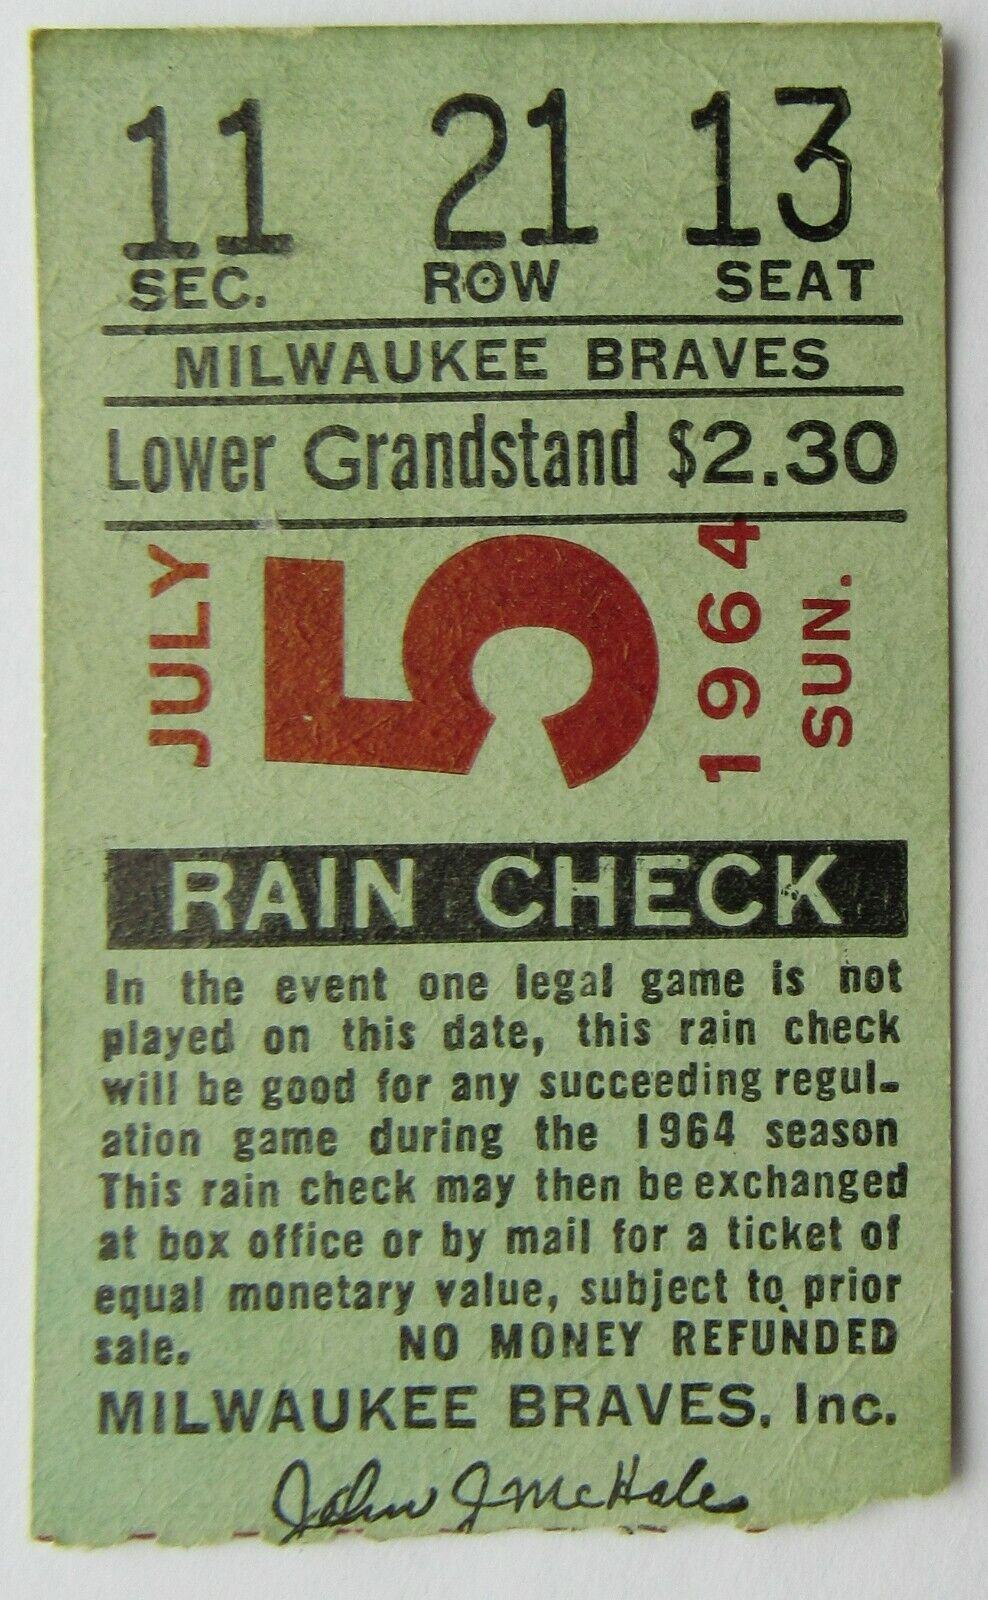 11 21 13
SEC. ROW SEAT
MILWAUKEE BRAVES
Lower Grandstand $2.30
JULY 5 1964 SUN.
RAIN CHECK
In the event one legal game is not
played on this date, this rain check
will be good for any succeeding regul-
ation game during the 1964 season
This rain check may then be exchanged
at box office or by mail for a ticket of
equal monetary value, subject to prior
sale. NO MONEY REFUNDED
MILWAUKEE BRAVES, Inc.
John J McHale